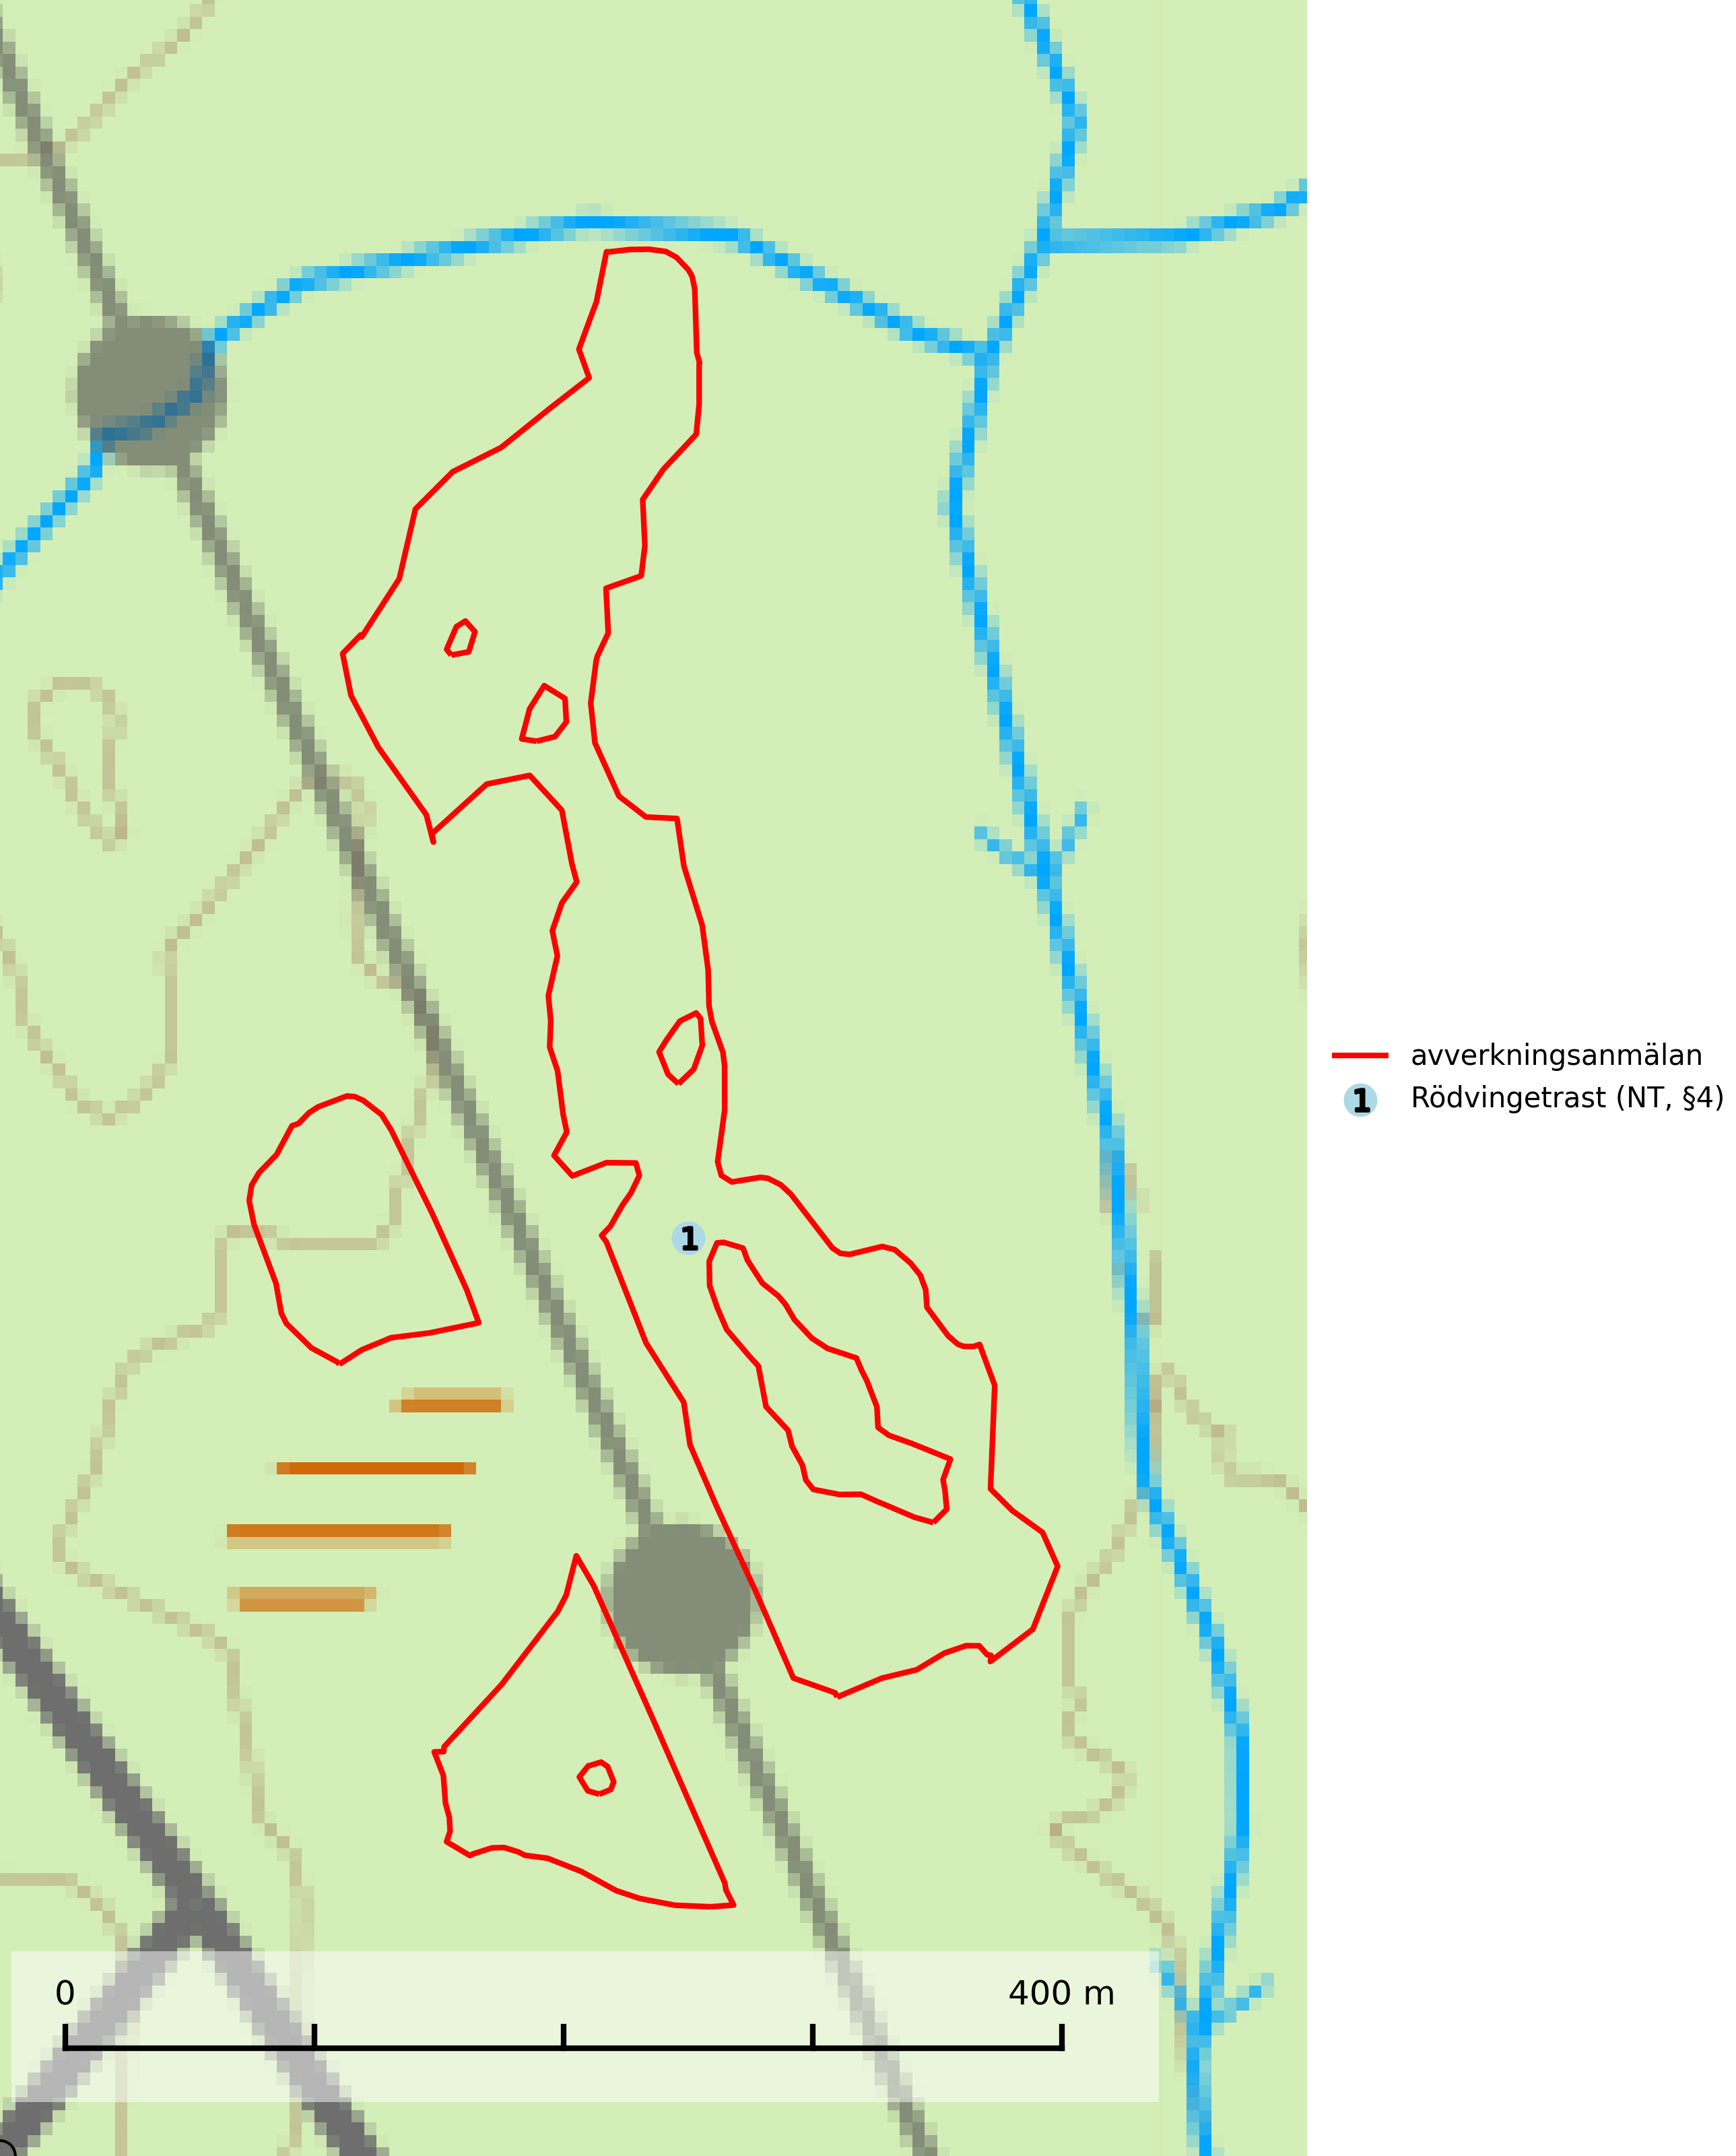 avverkningsanmälan
1 Rödvingetrast (NT, §4)
1
0 400 m